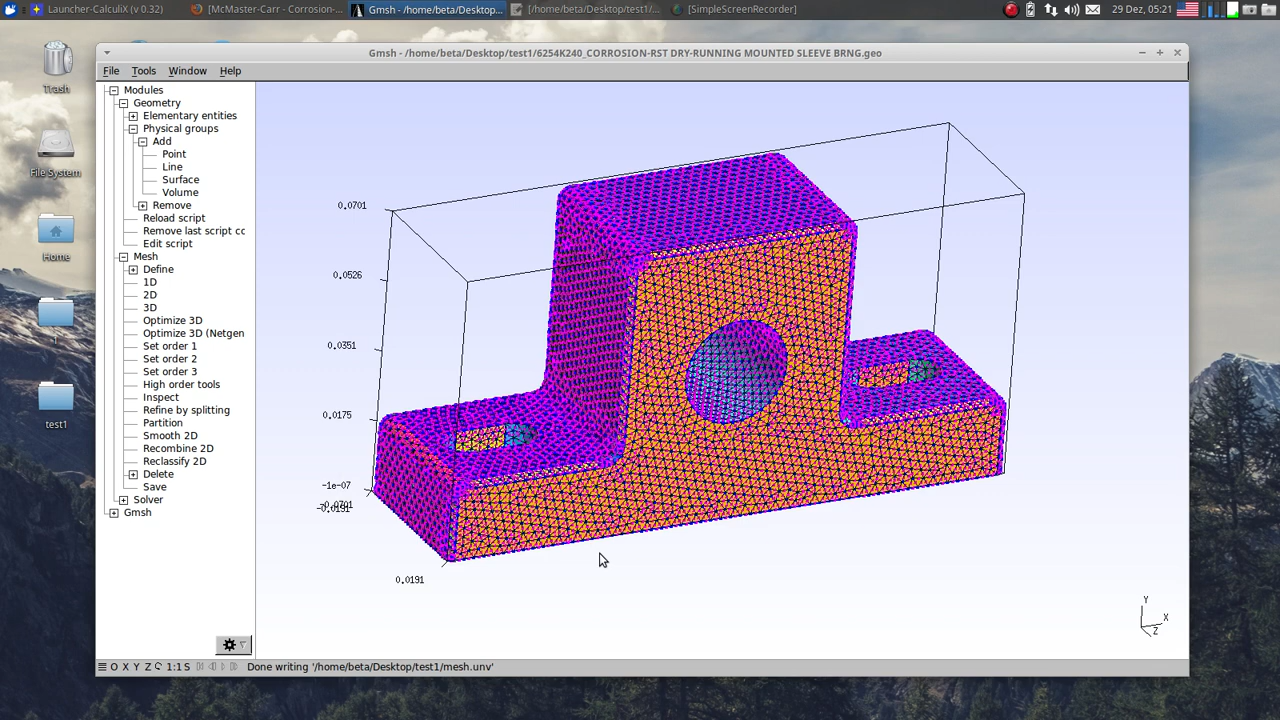 Launcher-CalculiX (v 0.32)
[McMaster-Carr - Corrosion-...
Gmsh - /home/beta/Desktop...
[/home/beta/Desktop/test1/...
[SimpleScreenRecorder]
29 Dez, 05:21
Trash
File System
Home
1
test1
Gmsh - /home/beta/Desktop/test1/6254K240_CORROSION-RST DRY-RUNNING MOUNTED SLEEVE BRNG.geo
File Tools Window Help
Modules
Geometry
Elementary entities
Physical groups
Add
Point
Line
Surface
Volume
Remove
Reload script
Remove last script cc
Edit script
Mesh
Define
1D
2D
3D
Optimize 3D
Optimize 3D (Netgen
Set order 1
Set order 2
Set order 3
High order tools
Inspect
Refine by splitting
Partition
Smooth 2D
Recombine 2D
Reclassify 2D
Delete
Save
Solver
Gmsh
0.0701
0.0526
0.0351
0.0175
-1e-07
0.0191
Y
X
Z
O X Y Z 1:1 S Done writing '/home/beta/Desktop/test1/mesh.unv'